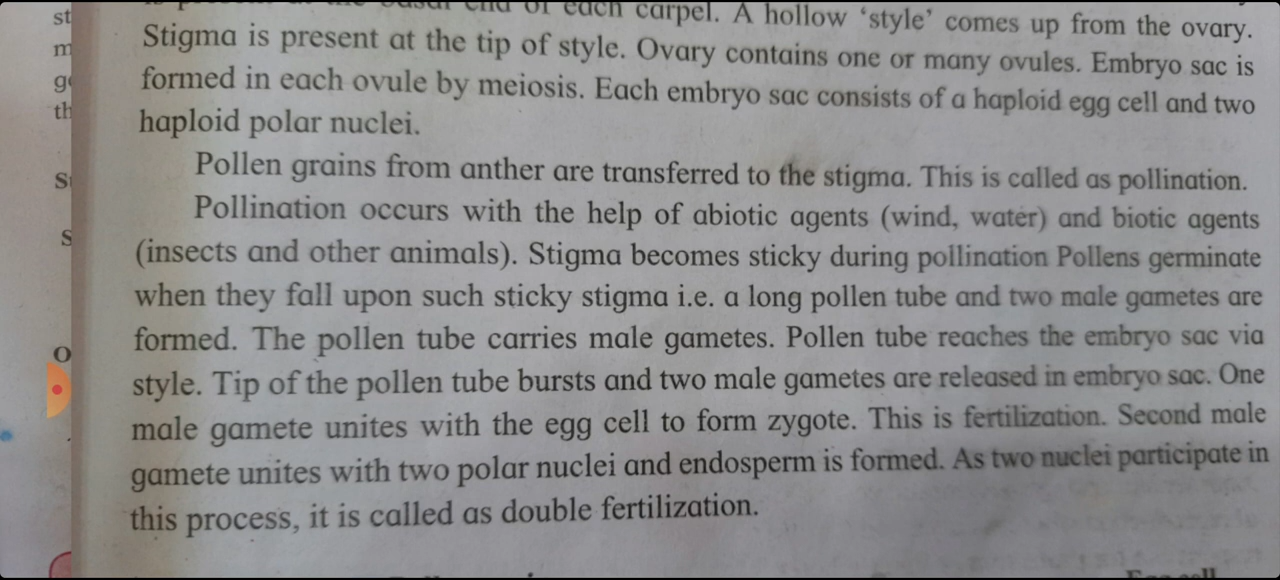 end of each carpel. A hollow ‘style’ comes up from the ovary.
Stigma is present at the tip of style. Ovary contains one or many ovules. Embryo sac is
formed in each ovule by meiosis. Each embryo sac consists of a haploid egg cell and two
haploid polar nuclei.
Pollen grains from anther are transferred to the stigma. This is called as pollination.
Pollination occurs with the help of abiotic agents (wind, water) and biotic agents
(insects and other animals). Stigma becomes sticky during pollination Pollens germinate
when they fall upon such sticky stigma i.e. a long pollen tube and two male gametes are
formed. The pollen tube carries male gametes. Pollen tube reaches the embryo sac via
style. Tip of the pollen tube bursts and two male gametes are released in embryo sac. One
male gamete unites with the egg cell to form zygote. This is fertilization. Second male
gamete unites with two polar nuclei and endosperm is formed. As two nuclei participate in
this process, it is called as double fertilization.